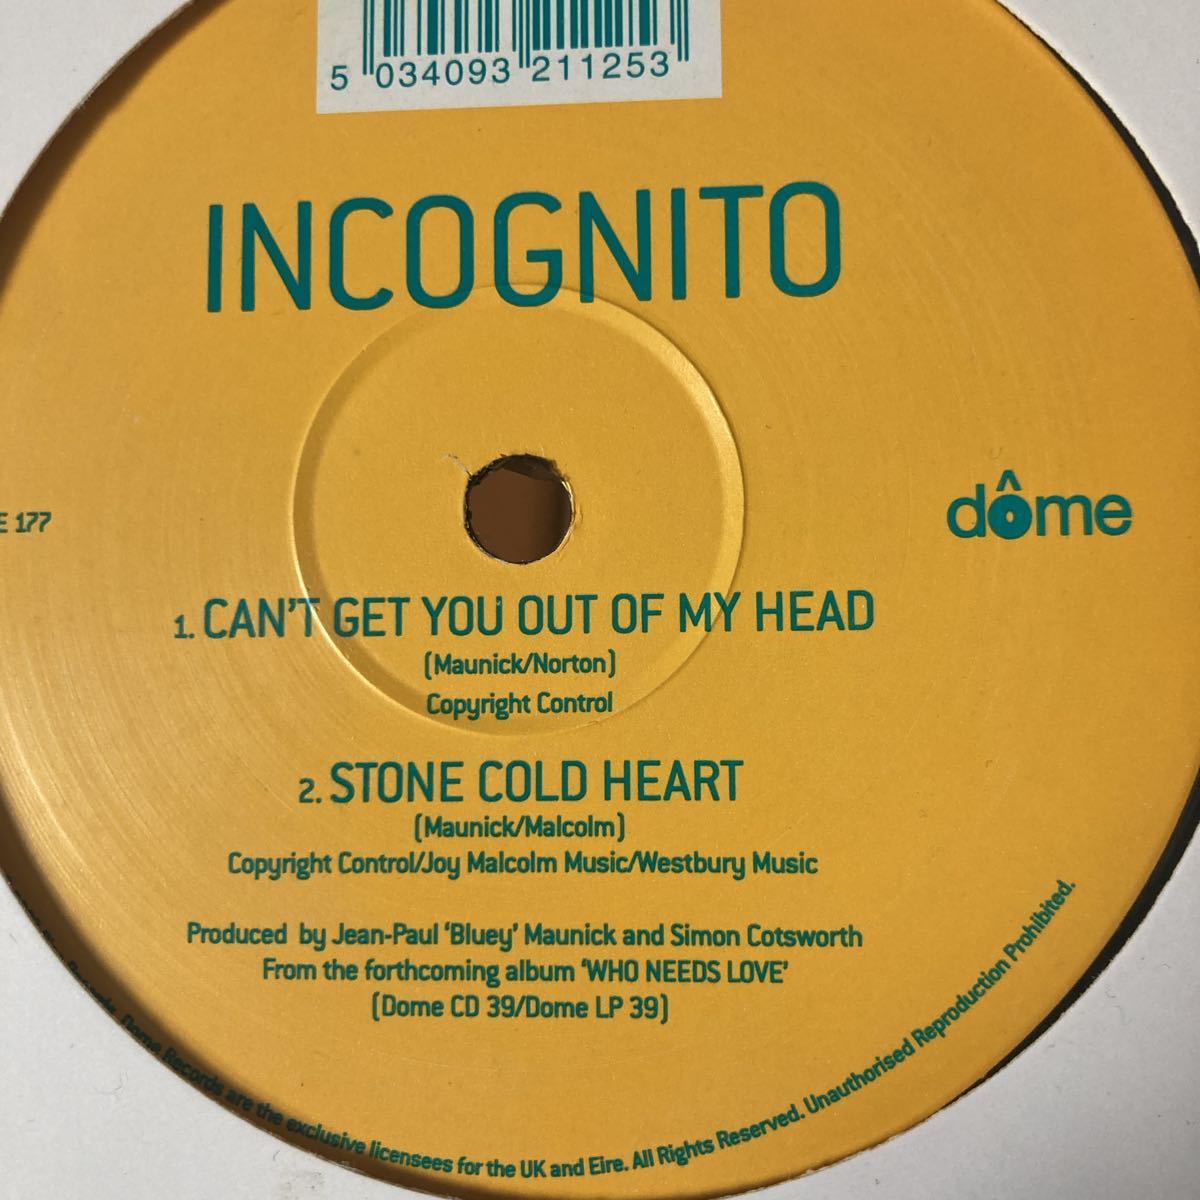 5 034093 211253
INCOGNITO
E 177
dôme
1. CAN'T GET YOU OUT OF MY HEAD
(Maunick/Norton)
Copyright Control
2. STONE COLD HEART
(Maunick/Malcolm)
Copyright Control/Joy Malcolm Music/Westbury Music
Produced by Jean-Paul 'Bluey' Maunick and Simon Cotsworth
From the forthcoming album 'WHO NEEDS LOVE'
(Dome CD 39/Dome LP 39)
Records. Dome Records are the exclusive licensees for the UK and Eire. All Rights Reserved. Unauthorised Reproduction Prohibited.